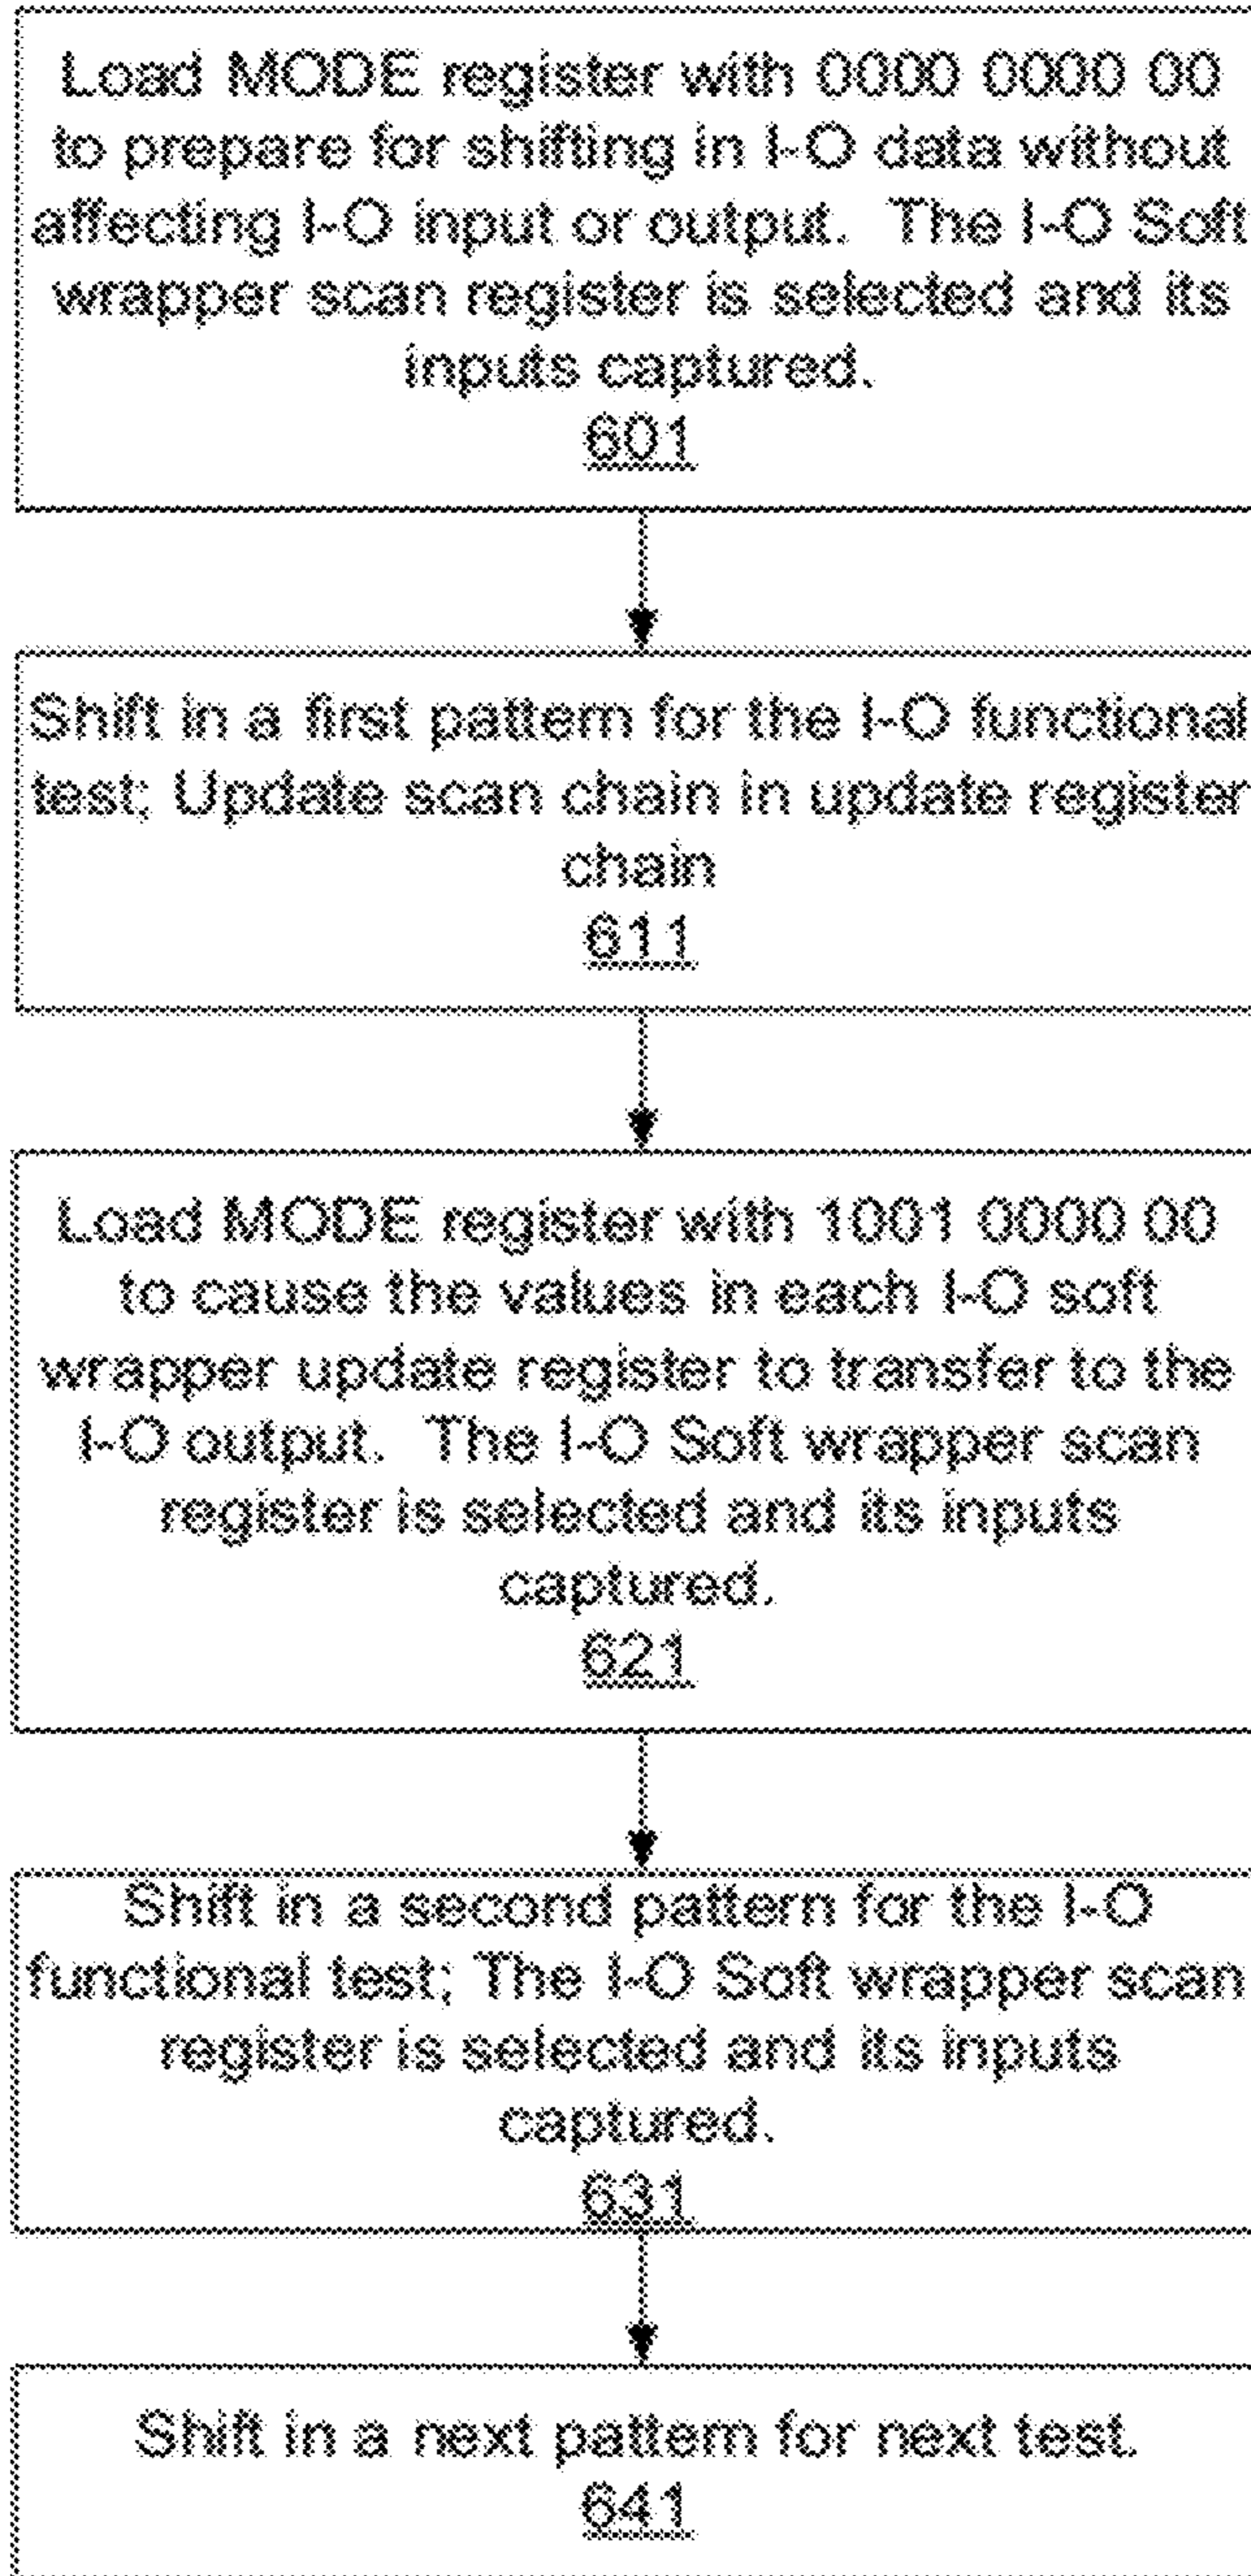 Load MODE register with 0000 0000 00
to prepare for shifting in I-O data without
affecting I-O input or output. The I-O Soft
wrapper scan register is selected and its
inputs captured.
601
Shift in a first pattern for the I-O functional
test; Update scan chain in update register
chain
611
Load MODE register with 1001 0000 00
to cause the values in each I-O soft
wrapper update register to transfer to the
I-O output. The I-O Soft wrapper scan
register is selected and its inputs
captured.
621
Shift in a second pattern for the I-O
functional test; The I-O Soft wrapper scan
register is selected and its inputs
captured.
631
Shift in a next pattern for next test.
641